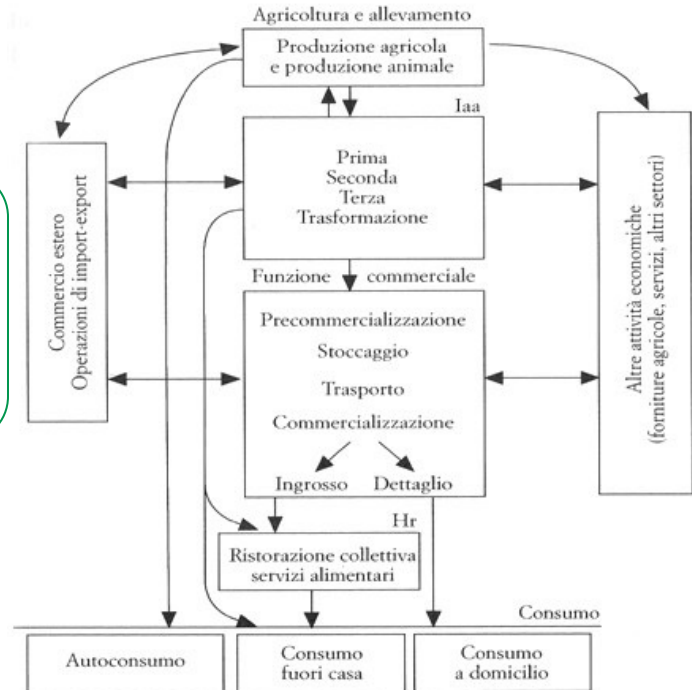 Agricoltura e allevamento
Produzione agricola
e produzione animale
Iaa
Prima
Seconda
Terza
Trasformazione
Commercio estero
Operazioni di import-export
Altre attività economiche
(forniture agricole, servizi, altri settori)
Funzione commerciale
Precommercializzazione
Stoccaggio
Trasporto
Commercializzazione
Ingrosso Dettaglio
Hr
Ristorazione collettiva
servizi alimentari
Consumo
Autoconsumo
Consumo
fuori casa
Consumo
a domicilio